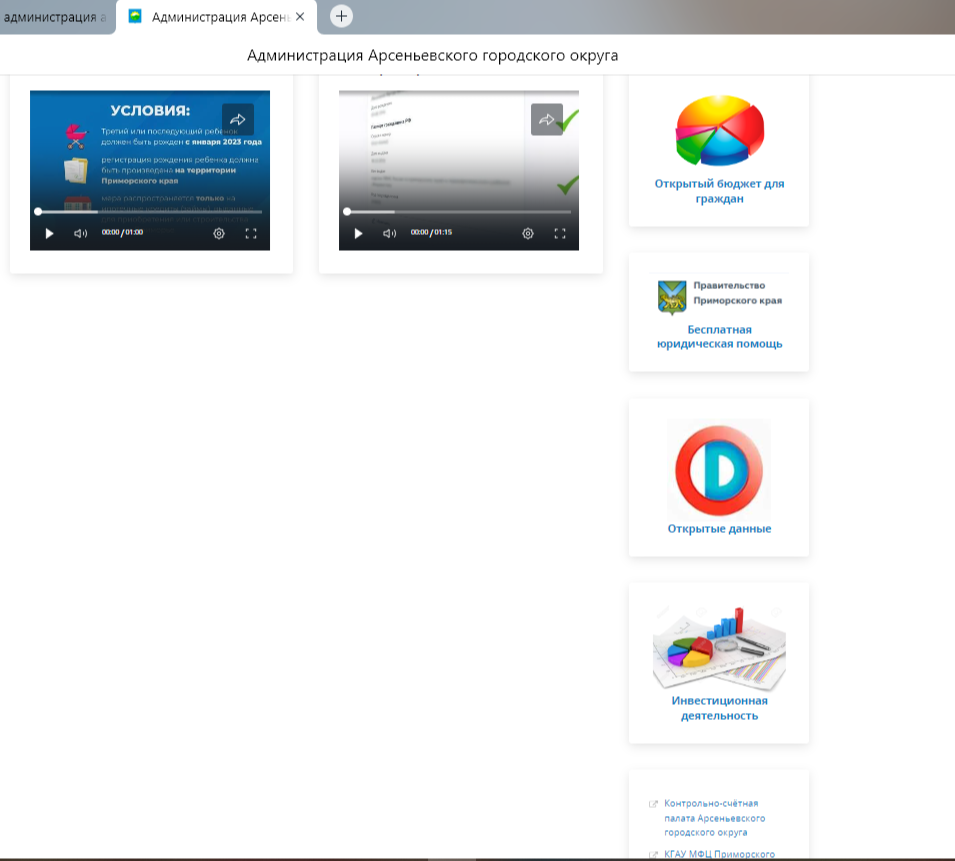 администрация а
Администрация Арсень
Администрация Арсеньевского городского округа
УСЛОВИЯ:
Третий или последующий ребенок
должен быть рожден с января 2023 года
регистрация рождения ребенка должна
быть произведена на территории
Приморского края
мера распространяется только на
00:00/01:00
00:00/01:15
Открытый бюджет для
граждан
Правительство
Приморского края
Бесплатная
юридическая помощь
Открытые данные
Инвестиционная
деятельность
Контрольно-счётная
палата Арсеньевского
городского округа
КГАУ МФЦ Приморского